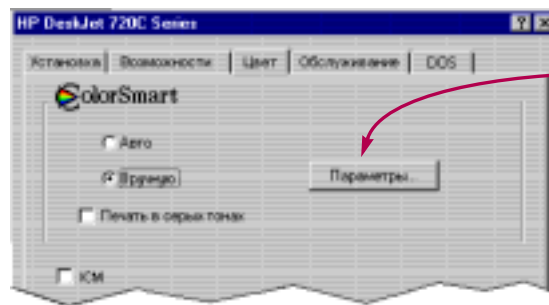 HP DeskJet 720C Series
Установка Возможности Цвет Обслуживание DOS
ColorSmart
Авто
Вручную
Параметры...
Печать в серых тонах
ICM